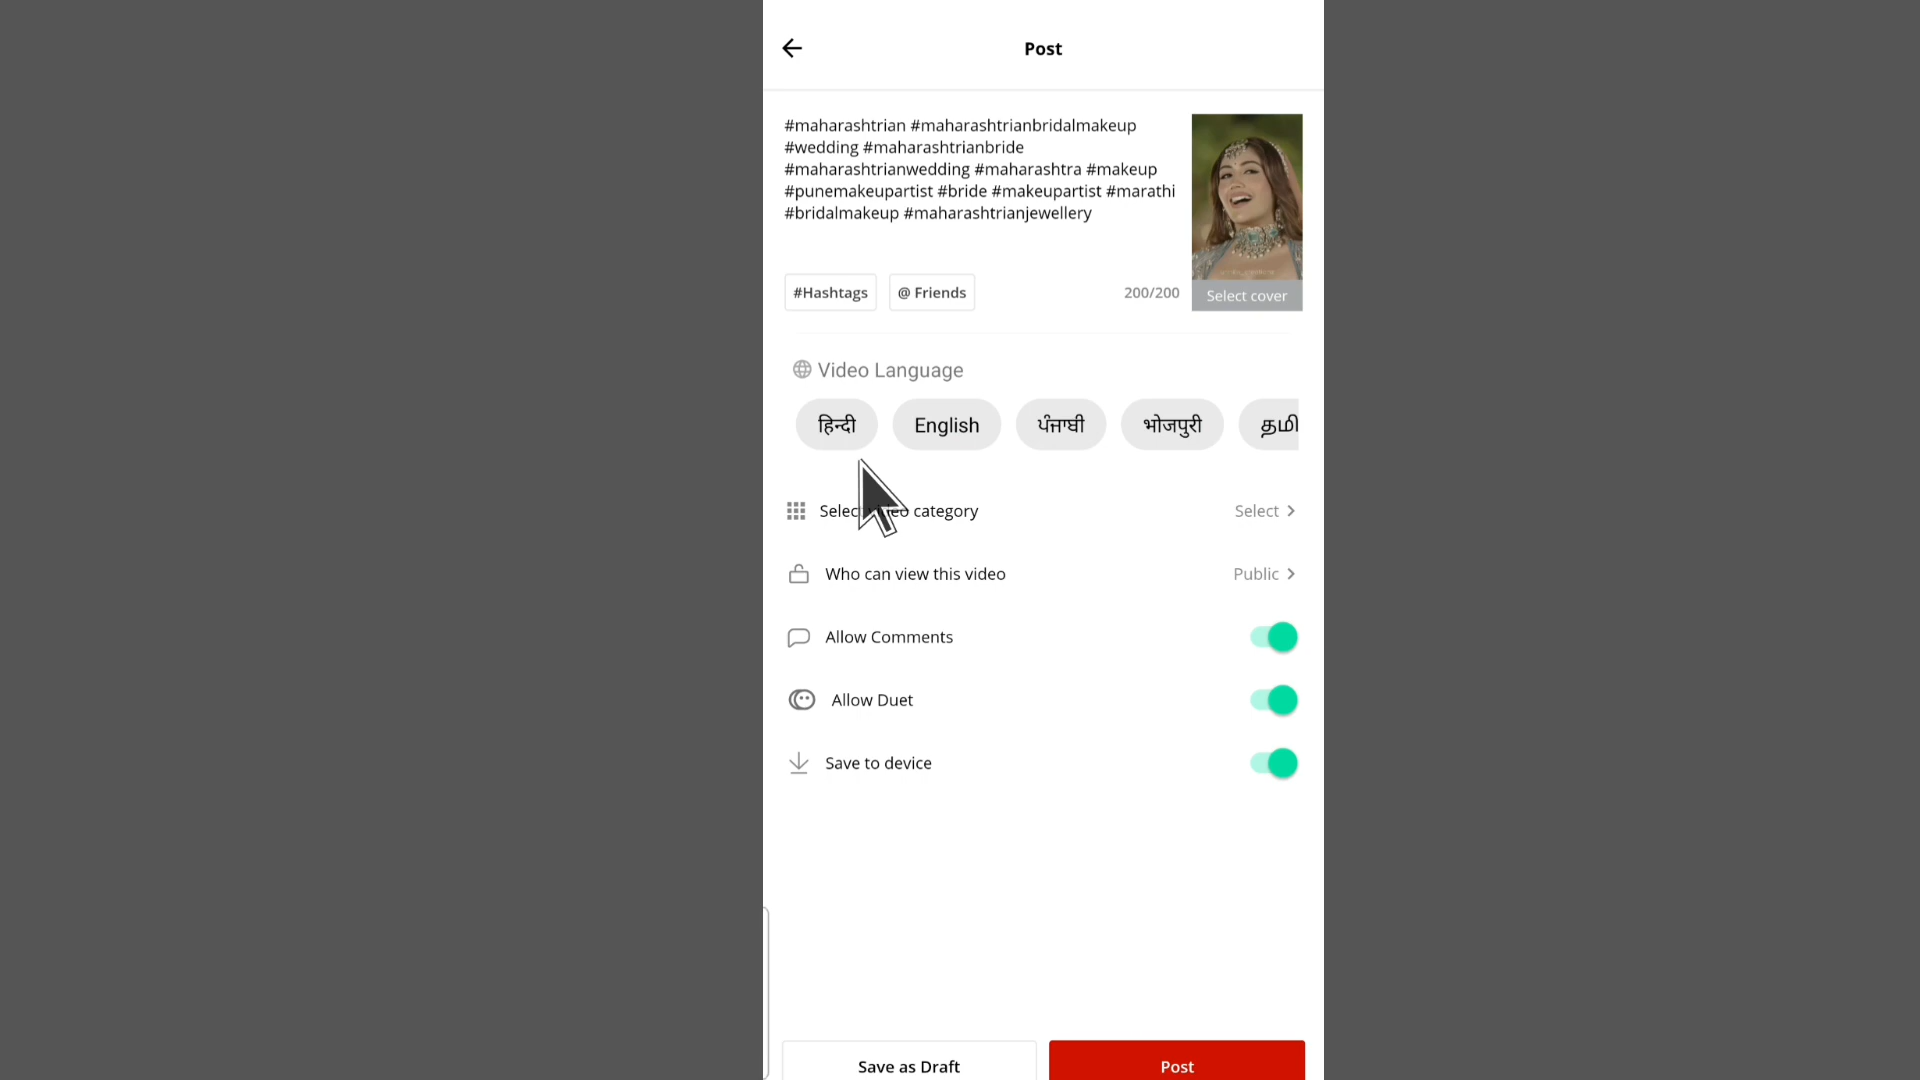 Post
#maharashtrian #maharashtrianbridalmakeup
#wedding #maharashtrianbride
#maharashtrianwedding #maharashtra #makeup
#punemakeupartist #bride #makeupartist #marathi
#bridalmakeup #maharashtrianjewellery
#Hashtags @ Friends 200/200
Select cover
Video Language
हिन्दी English ਪੰਜਾਬੀ भोजपुरी தமி
Select video category Select
Who can view this video Public
Allow Comments
Allow Duet
Save to device
Save as Draft Post